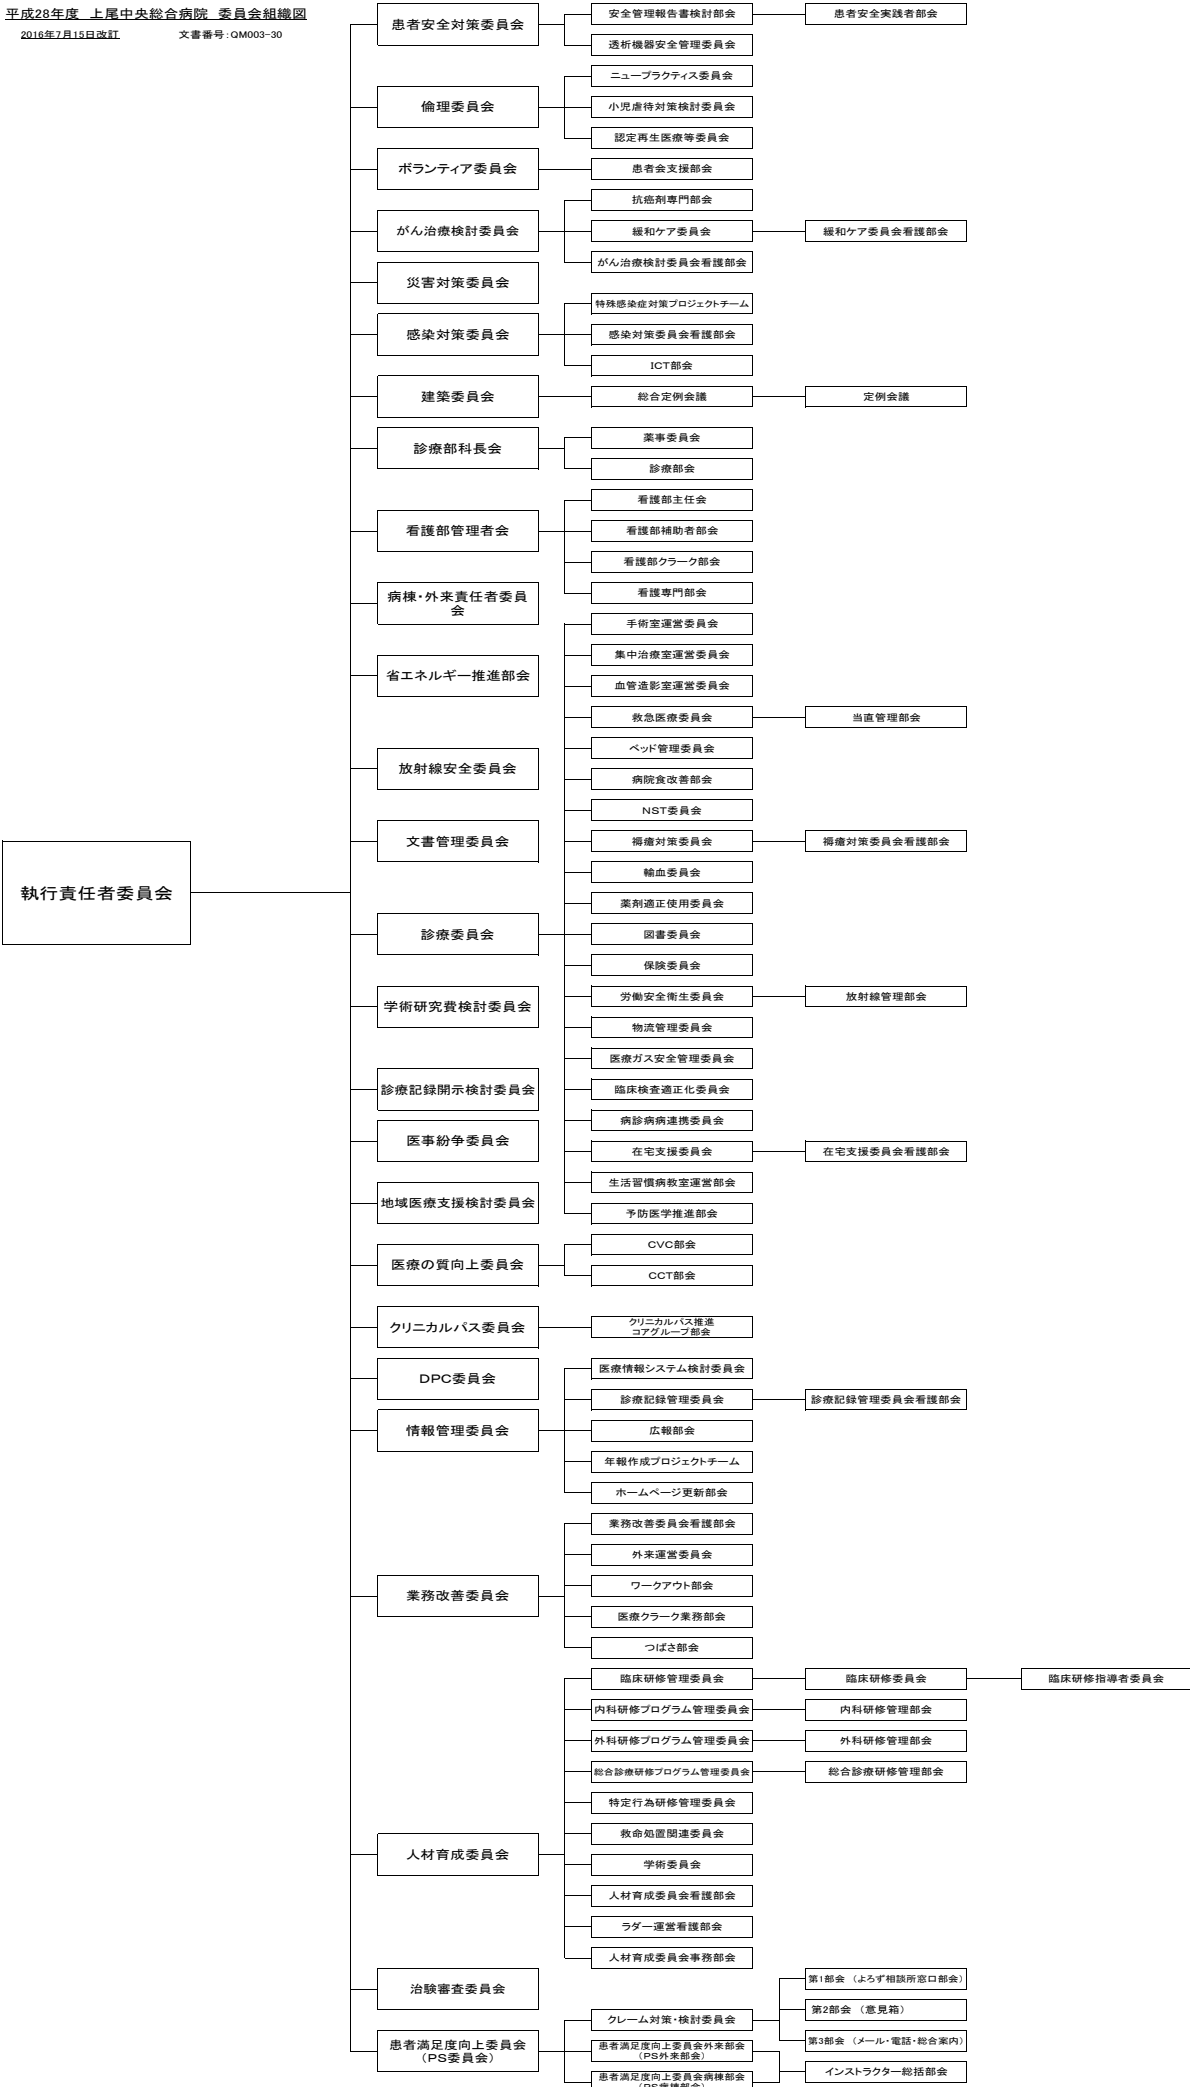 平成28年度　上尾中央総合病院　委員会組織図
2016年7月15日改訂　文書番号:QM003-30
執行責任者委員会
患者安全対策委員会
安全管理報告書検討部会
患者安全実践者部会
透析機器安全管理委員会
倫理委員会
ニュープラクティス委員会
小児虐待対策検討委員会
認定再生医療等委員会
ボランティア委員会
患者会支援部会
がん治療検討委員会
抗癌剤専門部会
緩和ケア委員会
緩和ケア委員会看護部会
がん治療検討委員会看護部会
災害対策委員会
感染対策委員会
特殊感染症対策プロジェクトチーム
感染対策委員会看護部会
ICT部会
建築委員会
総合定例会議
定例会議
診療部科長会
薬事委員会
診療部会
看護部管理者会
看護部主任会
看護部補助者部会
看護部クラーク部会
看護専門部会
病棟・外来責任者委員
会
省エネルギー推進部会
放射線安全委員会
文書管理委員会
診療委員会
手術室運営委員会
集中治療室運営委員会
血管造影室運営委員会
救急医療委員会
当直管理部会
ベッド管理委員会
病院食改善部会
NST委員会
褥瘡対策委員会
褥瘡対策委員会看護部会
輸血委員会
薬剤適正使用委員会
図書委員会
保険委員会
労働安全衛生委員会
放射線管理部会
物流管理委員会
医療ガス安全管理委員会
臨床検査適正化委員会
病診病病連携委員会
在宅支援委員会
在宅支援委員会看護部会
生活習慣病教室運営部会
予防医学推進部会
学術研究費検討委員会
診療記録開示検討委員会
医事紛争委員会
地域医療支援検討委員会
医療の質向上委員会
CVC部会
CCT部会
クリニカルパス委員会
クリニカルパス推進
コアグループ部会
DPC委員会
情報管理委員会
医療情報システム検討委員会
診療記録管理委員会
診療記録管理委員会看護部会
広報部会
年報作成プロジェクトチーム
ホームページ更新部会
業務改善委員会
業務改善委員会看護部会
外来運営委員会
ワークアウト部会
医療クラーク業務部会
つばさ部会
人材育成委員会
臨床研修管理委員会
臨床研修委員会
臨床研修指導者委員会
内科研修プログラム管理委員会
内科研修管理部会
外科研修プログラム管理委員会
外科研修管理部会
総合診療研修プログラム管理委員会
総合診療研修管理部会
特定行為研修管理委員会
救命処置関連委員会
学術委員会
人材育成委員会看護部会
ラダー運営看護部会
人材育成委員会事務部会
治験審査委員会
患者満足度向上委員会
（PS委員会）
クレーム対策・検討委員会
第1部会　（よろず相談所窓口部会）
第2部会　（意見箱）
第3部会　（メール・電話・総合案内）
患者満足度向上委員会外来部会
（PS外来部会）
患者満足度向上委員会病棟部会
（PS病棟部会）
インストラクター総括部会